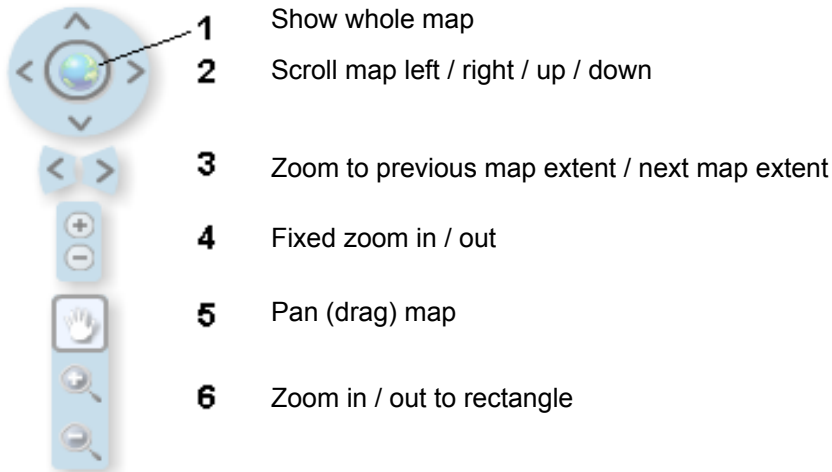 1 Show whole map
2 Scroll map left / right / up / down
3 Zoom to previous map extent / next map extent
4 Fixed zoom in / out
5 Pan (drag) map
6 Zoom in / out to rectangle